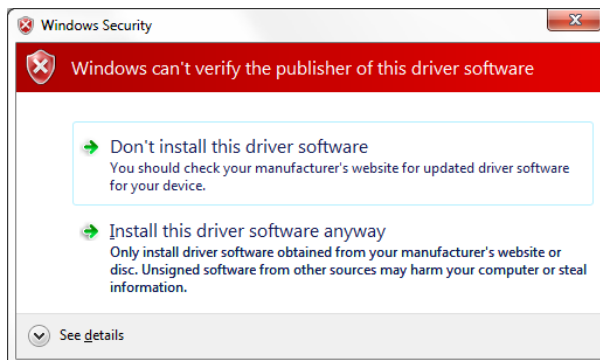 Windows Security
Windows can't verify the publisher of this driver software
Don't install this driver software
You should check your manufacturer's website for updated driver software
for your device.
Install this driver software anyway
Only install driver software obtained from your manufacturer's website or
disc. Unsigned software from other sources may harm your computer or steal
information.
See details